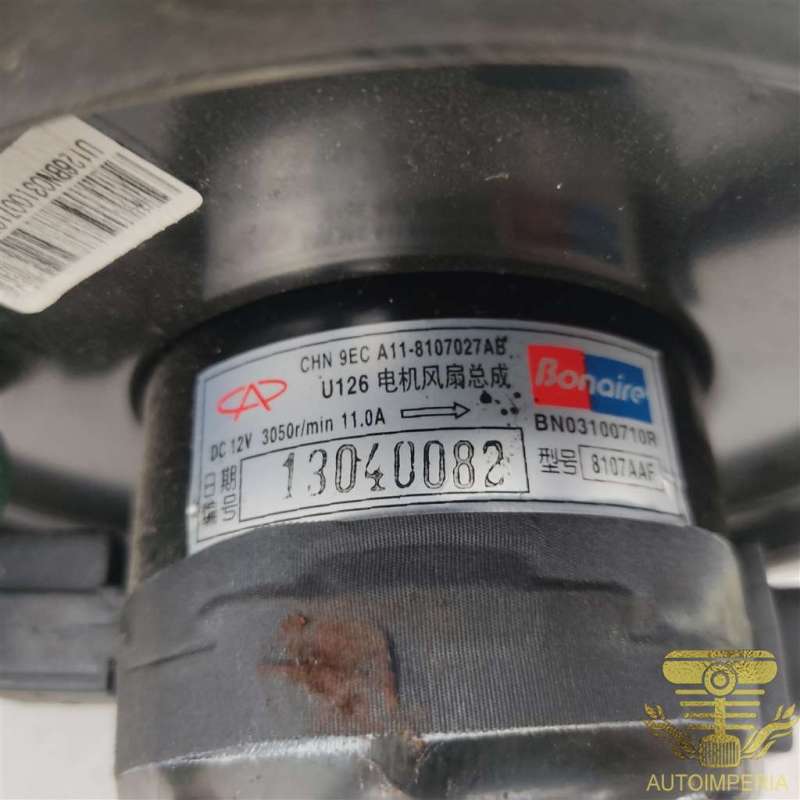 CHN 9EC A11-8107027AB
U126 电机风扇总成
DC 12V 3050r/min 11.0A
Bonaire
BN03100710R
日期
编号
13040082
型号
8107AAF
AUTOIMPERIA